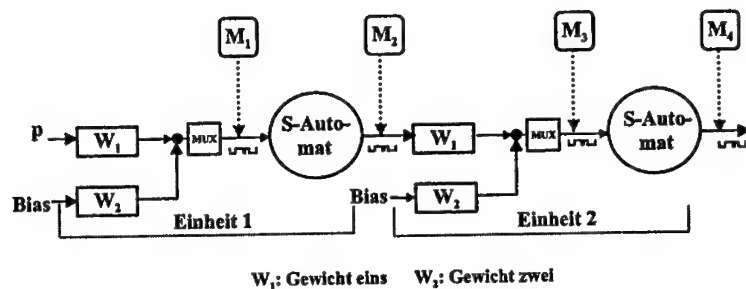 M₁ M₂ M₃ M₄
p W₁ MUX S-Auto-
mat W₁ MUX S-Auto-
mat
Bias W₂ Bias W₂
Einheit 1 Einheit 2
W₁: Gewicht eins W₂: Gewicht zwei